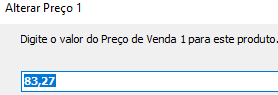 Alterar Preço 1
Digite o valor do Preço de Venda 1 para este produto.
83,27